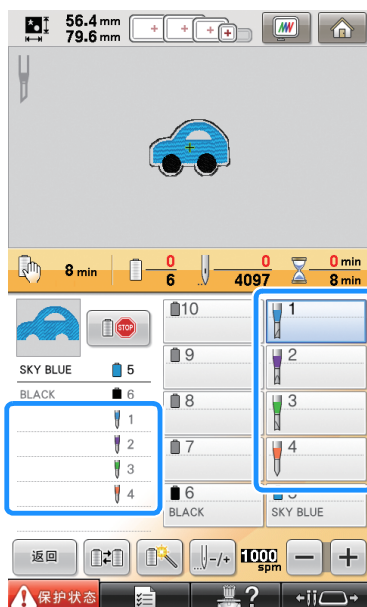 56.4 mm
79.6 mm
8 min
0
6
0
4097
0 min
8 min
SKY BLUE 5
BLACK 6
1
2
3
4
STOP
10
9
8
7
6
BLACK
1
2
3
4
SKY BLUE
返回
-/+
1000
spm
- +
保护状态
?